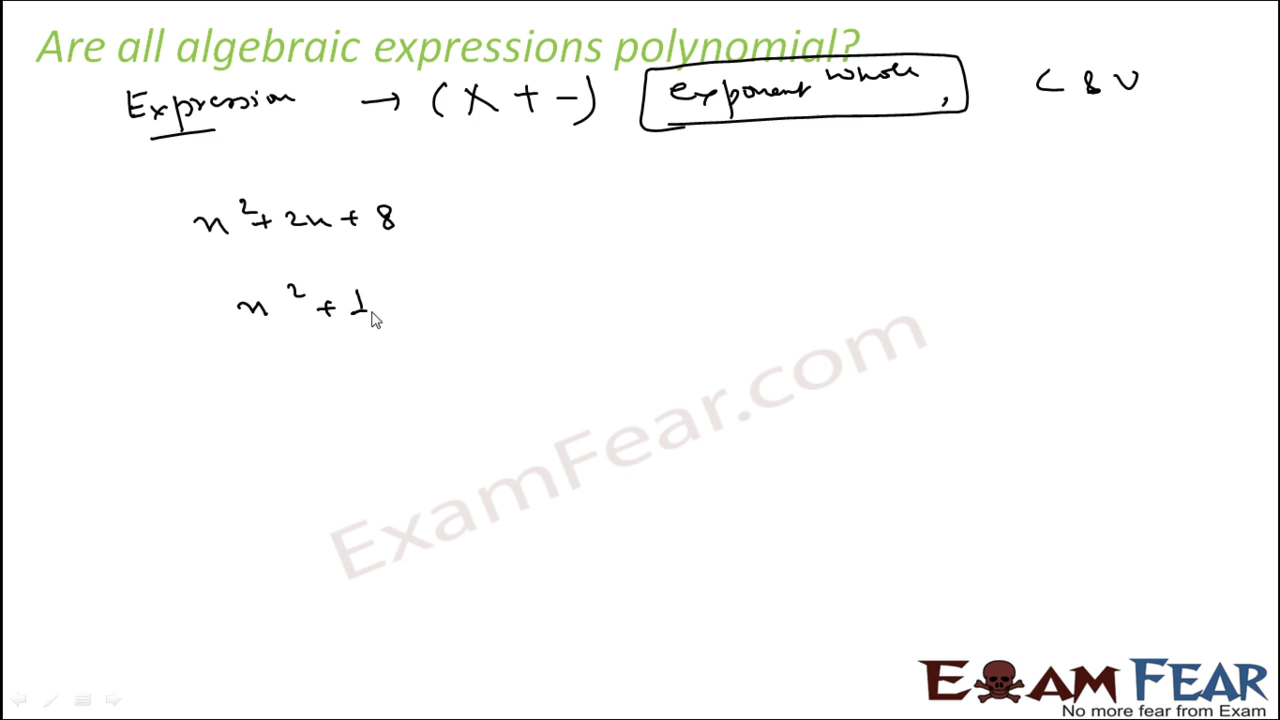 Are all algebraic expressions polynomial?
Expression → (× + −) exponent whole, C & V
x² + 2x + 8
x² + 1
ExamFear.com
EXAM FEAR
No more fear from Exam